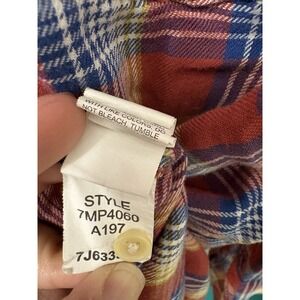 WITH LIKE COLORS. DO
NOT BLEACH. TUMBLE
STYLE
7MP4060
A197